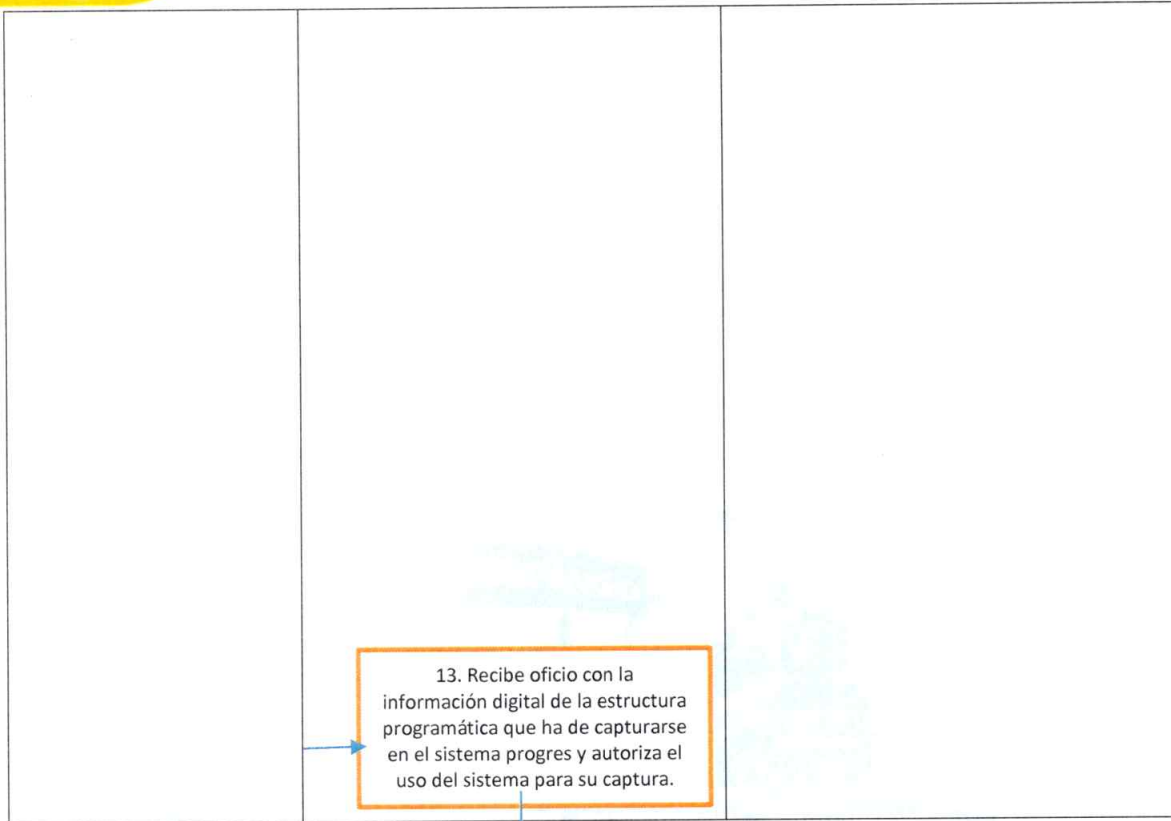 13. Recibe oficio con la
información digital de la estructura
programática que ha de capturarse
en el sistema progres y autoriza el
uso del sistema para su captura.